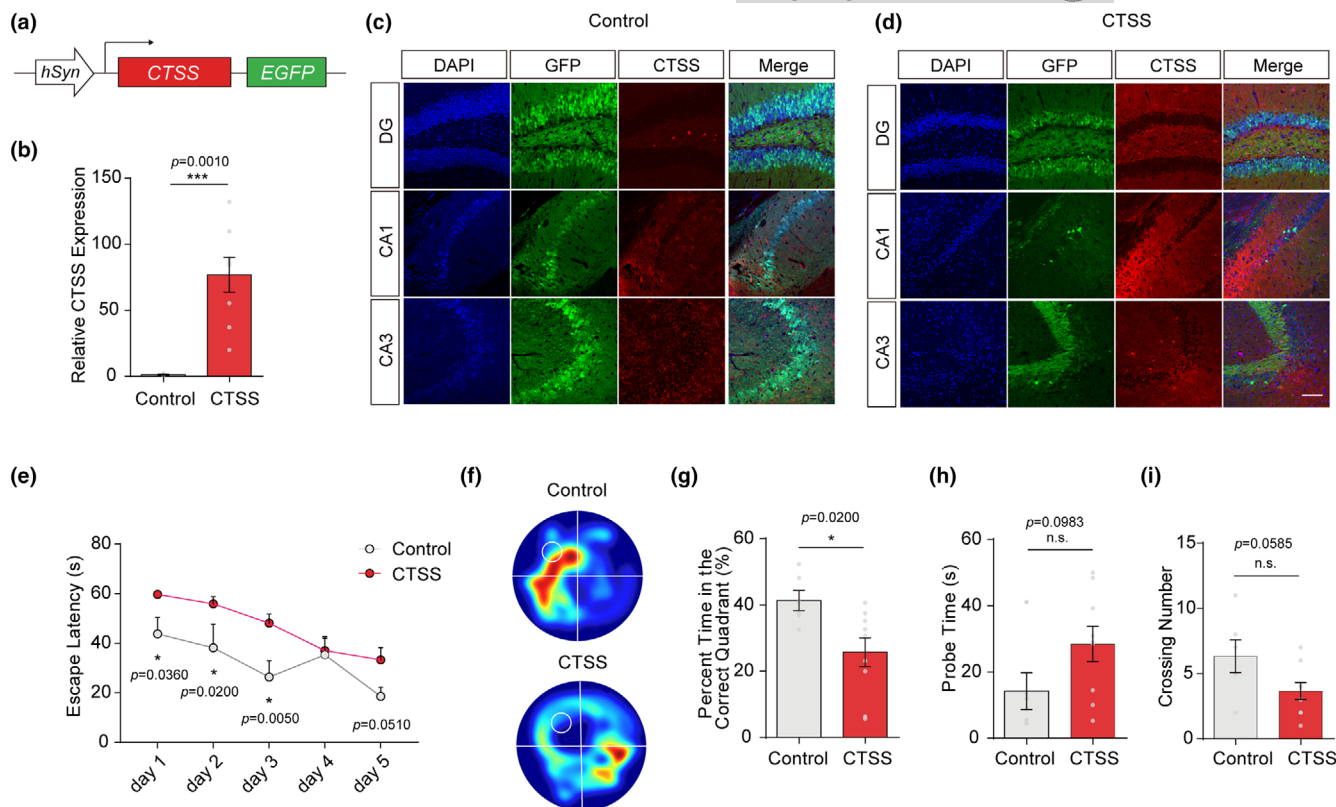 (a)
hSyn
CTSS
EGFP
(b)
p=0.0010
***
Relative CTSS Expression
150
100
50
0
Control
CTSS
(c)
Control
DAPI
GFP
CTSS
Merge
DG
CA1
CA3
(d)
CTSS
DAPI
GFP
CTSS
Merge
DG
CA1
CA3
(e)
Escape Latency (s)
80
60
40
20
0
Control
CTSS
*
p=0.0360
*
p=0.0200
*
p=0.0050
p=0.0510
day 1
day 2
day 3
day 4
day 5
(f)
Control
CTSS
(g)
Percent Time in the
Correct Quadrant (%)
60
40
20
0
p=0.0200
*
Control
CTSS
(h)
Probe Time (s)
60
40
20
0
p=0.0983
n.s.
Control
CTSS
(i)
Crossing Number
15
10
5
0
p=0.0585
n.s.
Control
CTSS